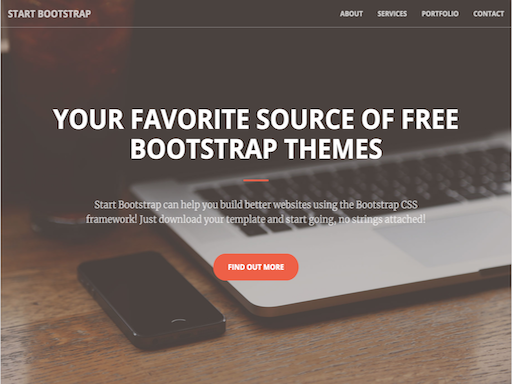 START BOOTSTRAP
ABOUT SERVICES PORTFOLIO CONTACT
YOUR FAVORITE SOURCE OF FREE
BOOTSTRAP THEMES
Start Bootstrap can help you build better websites using the Bootstrap CSS
framework! Just download your template and start going, no strings attached!
FIND OUT MORE